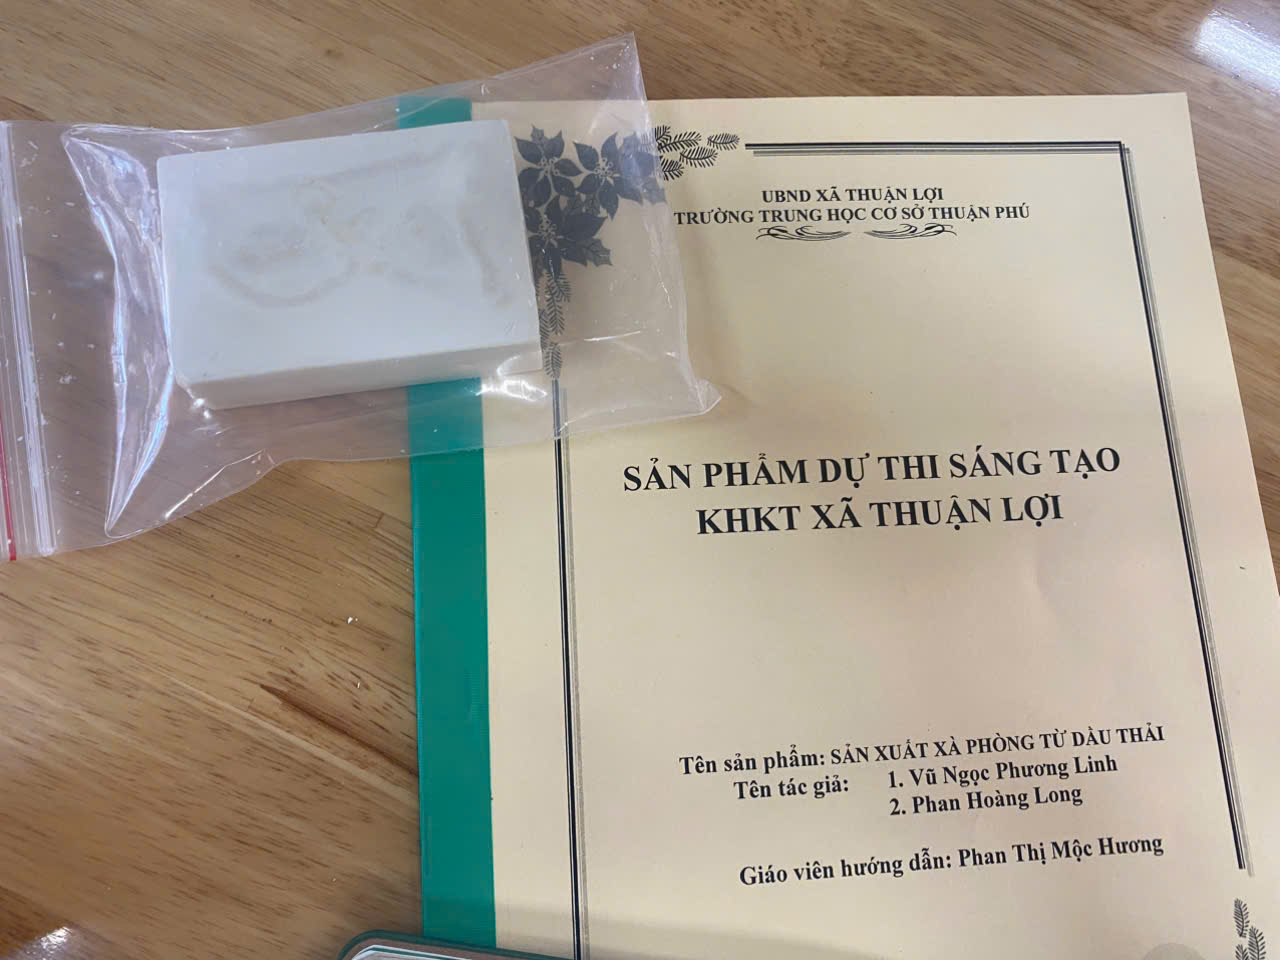 UBND XÃ THUẬN LỢI
TRƯỜNG TRUNG HỌC CƠ SỞ THUẬN PHÚ
SẢN PHẨM DỰ THI SÁNG TẠO
KHKT XÃ THUẬN LỢI
Tên sản phẩm: SẢN XUẤT XÀ PHÒNG TỪ DẦU THẢI
Tên tác giả: 1. Vũ Ngọc Phương Linh
2. Phan Hoàng Long
Giáo viên hướng dẫn: Phan Thị Mộc Hương